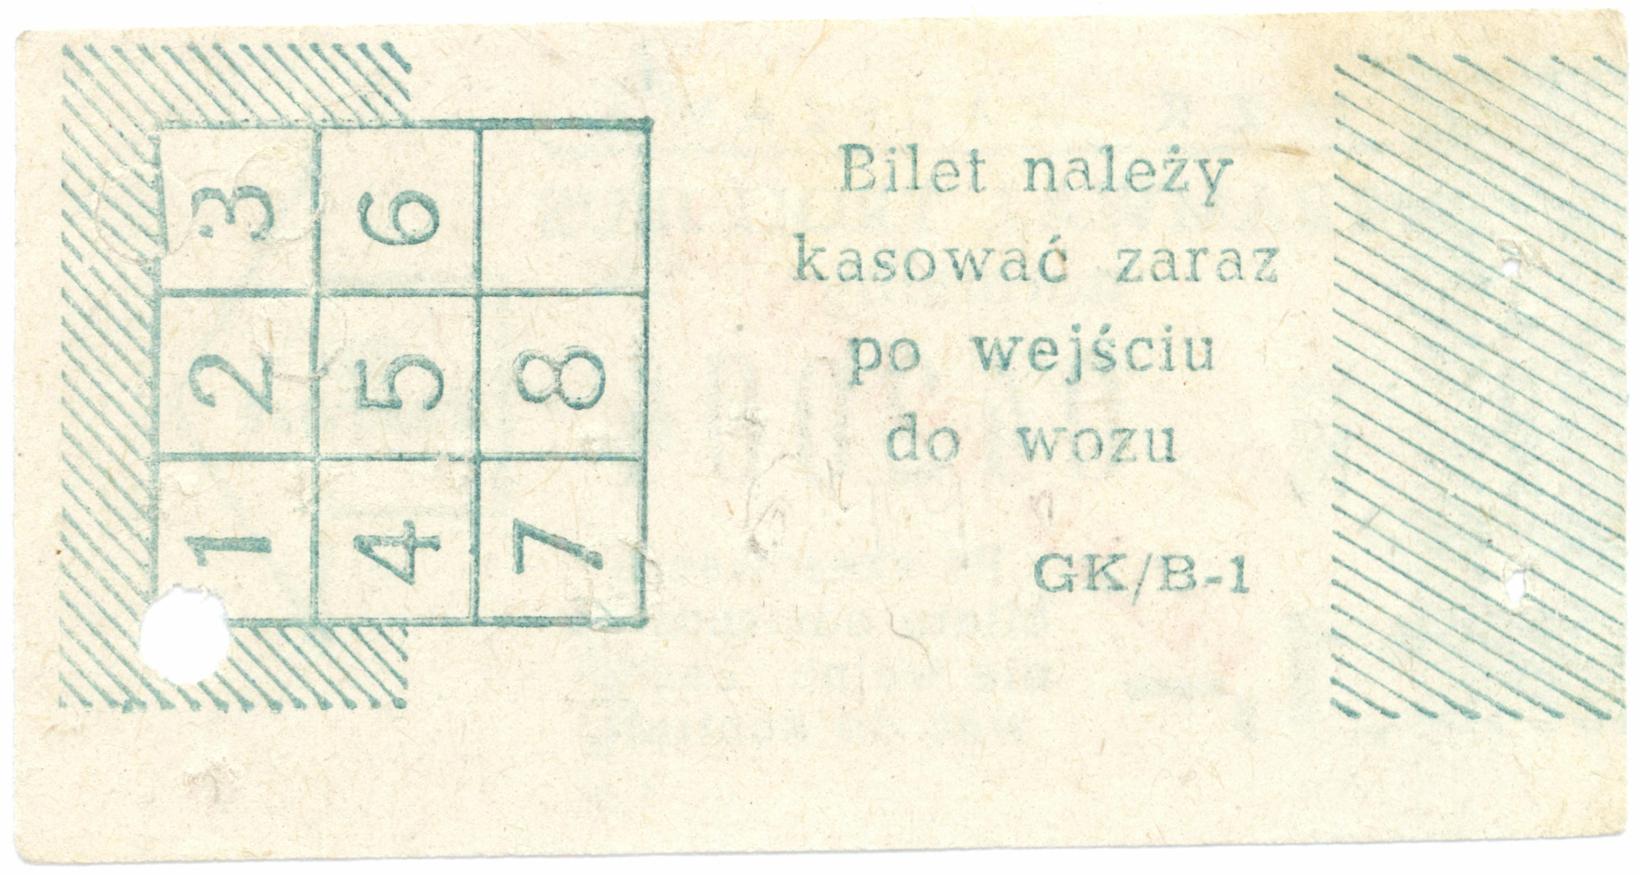 3 6
2 5 8
1 4 7
Bilet należy
kasować zaraz
po wejściu
do wozu
GK/B-1